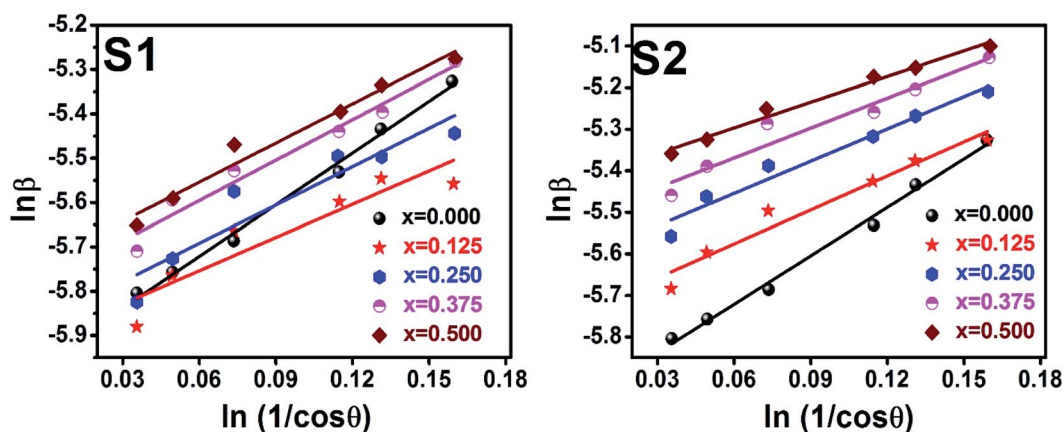 S1
-5.2
-5.3
-5.4
-5.5
-5.6
-5.7
-5.8
-5.9
lnβ
x=0.000
x=0.125
x=0.250
x=0.375
x=0.500
0.03 0.06 0.09 0.12 0.15 0.18
ln (1/cosθ)
S2
-5.1
-5.2
-5.3
-5.4
-5.5
-5.6
-5.7
-5.8
lnβ
x=0.000
x=0.125
x=0.250
x=0.375
x=0.500
0.03 0.06 0.09 0.12 0.15 0.18
ln (1/cosθ)